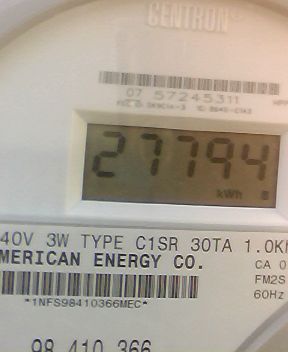 CENTRON®
07 57245311
27794
kWh
40V 3W TYPE C1SR 30TA 1.0K
MERICAN ENERGY CO.
CA 0
FM2S
60Hz
*1NFS98410366MEC*
98 410 366